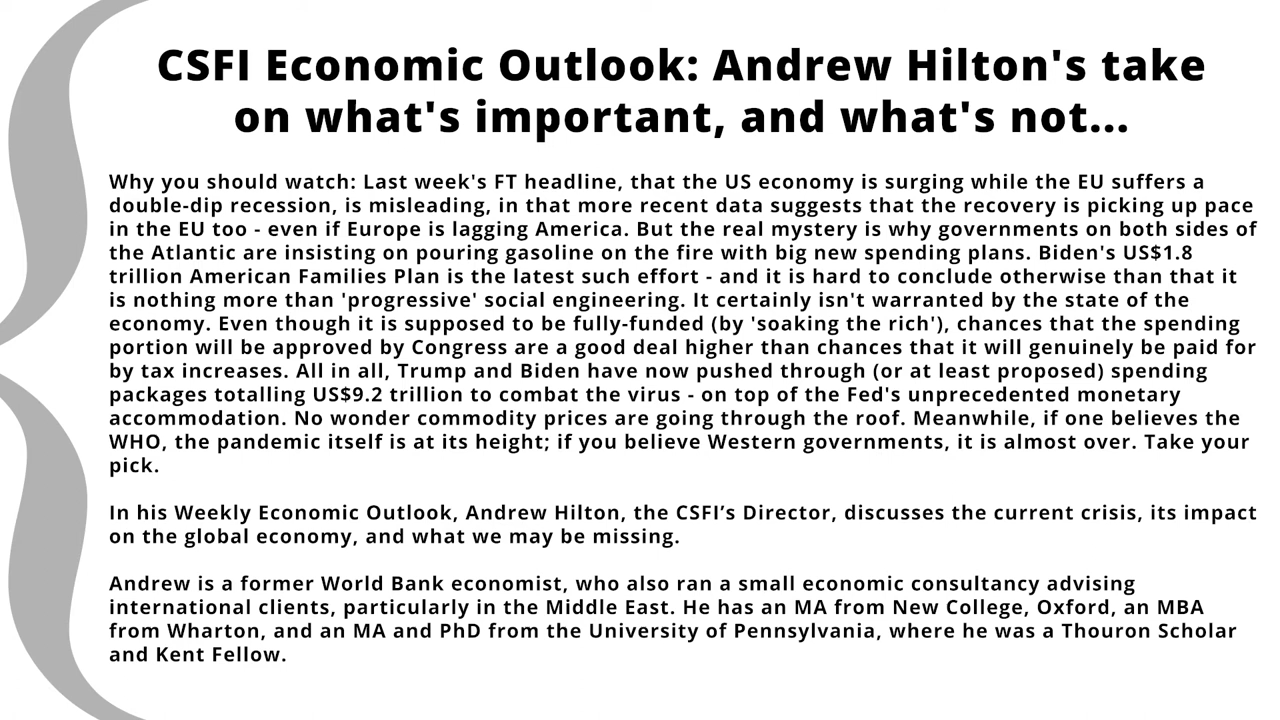 CSFI Economic Outlook: Andrew Hilton's take
on what's important, and what's not...
Why you should watch: Last week's FT headline, that the US economy is surging while the EU suffers a
double-dip recession, is misleading, in that more recent data suggests that the recovery is picking up pace
in the EU too - even if Europe is lagging America. But the real mystery is why governments on both sides of
the Atlantic are insisting on pouring gasoline on the fire with big new spending plans. Biden's US$1.8
trillion American Families Plan is the latest such effort - and it is hard to conclude otherwise than that it
is nothing more than 'progressive' social engineering. It certainly isn't warranted by the state of the
economy. Even though it is supposed to be fully-funded (by 'soaking the rich'), chances that the spending
portion will be approved by Congress are a good deal higher than chances that it will genuinely be paid for
by tax increases. All in all, Trump and Biden have now pushed through (or at least proposed) spending
packages totalling US$9.2 trillion to combat the virus - on top of the Fed's unprecedented monetary
accommodation. No wonder commodity prices are going through the roof. Meanwhile, if one believes the
WHO, the pandemic itself is at its height; if you believe Western governments, it is almost over. Take your
pick.
In his Weekly Economic Outlook, Andrew Hilton, the CSFI’s Director, discusses the current crisis, its impact
on the global economy, and what we may be missing.
Andrew is a former World Bank economist, who also ran a small economic consultancy advising
international clients, particularly in the Middle East. He has an MA from New College, Oxford, an MBA
from Wharton, and an MA and PhD from the University of Pennsylvania, where he was a Thouron Scholar
and Kent Fellow.